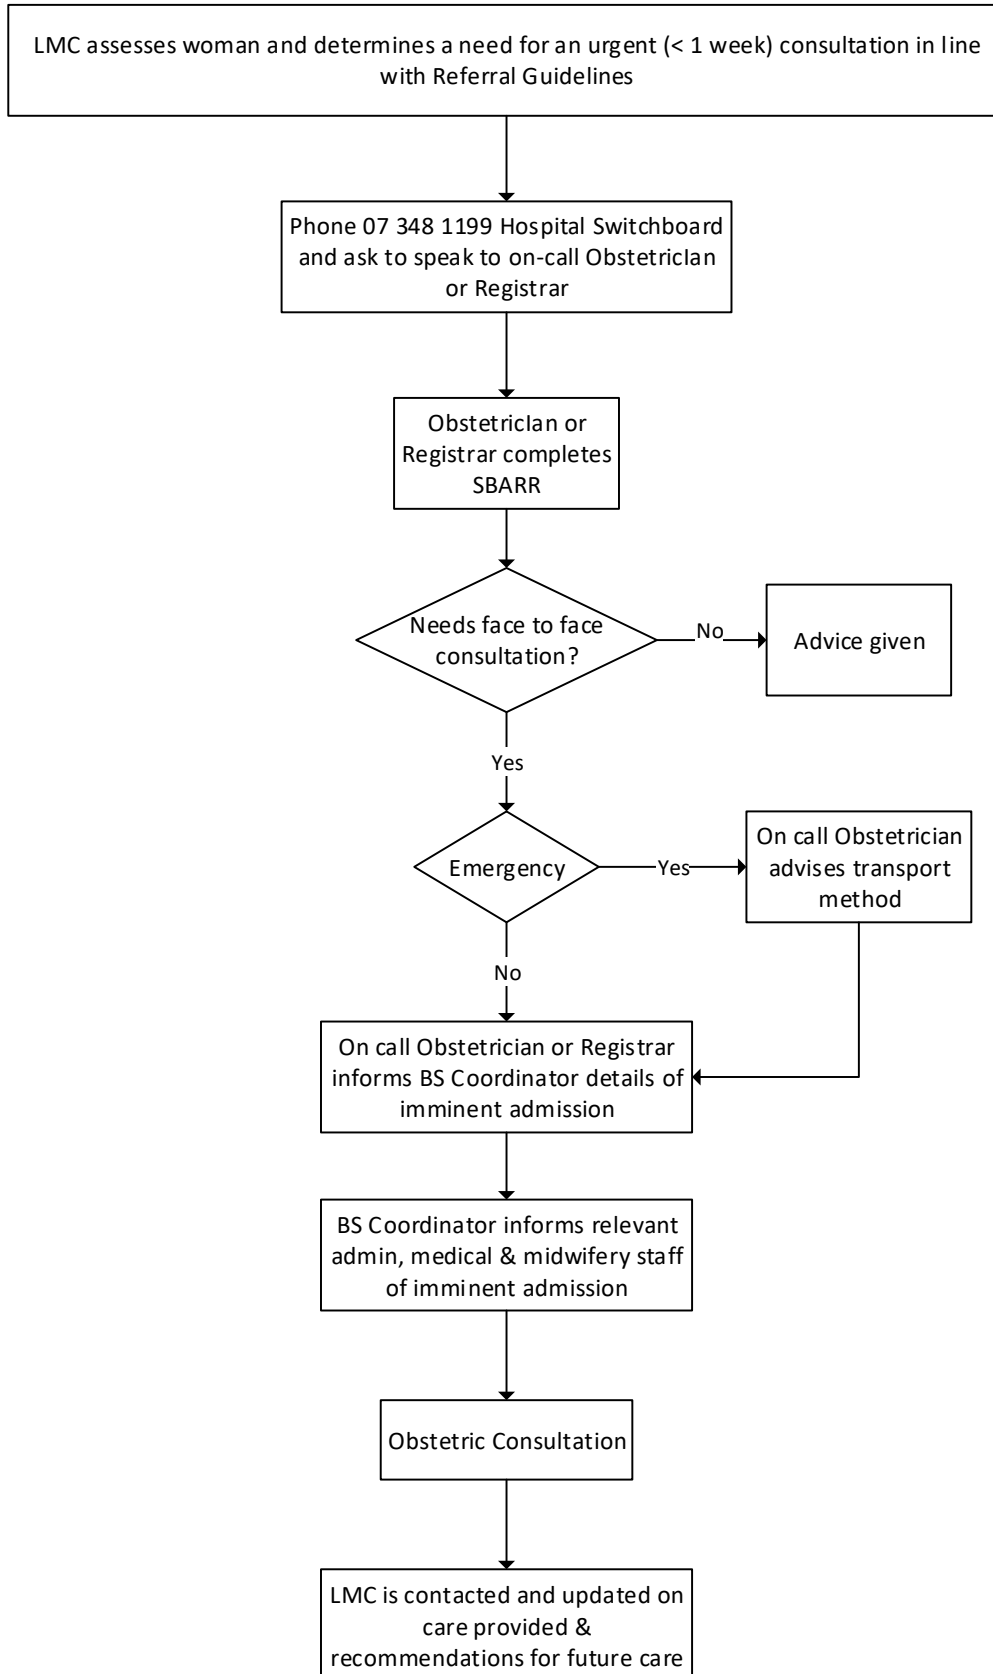 LMC assesses woman and determines a need for an urgent (< 1 week) consultation in line
with Referral Guidelines
Phone 07 348 1199 Hospital Switchboard
and ask to speak to on-call ObstetricIan
or Registrar
ObstetricIan or
Registrar completes
SBARR
Needs face to face
consultation?
No
Advice given
Yes
Emergency
Yes
On call Obstetrician
advises transport
method
No
On call Obstetrician or Registrar
informs BS Coordinator details of
imminent admission
BS Coordinator informs relevant
admin, medical & midwifery staff
of imminent admission
Obstetric Consultation
LMC is contacted and updated on
care provided &
recommendations for future care